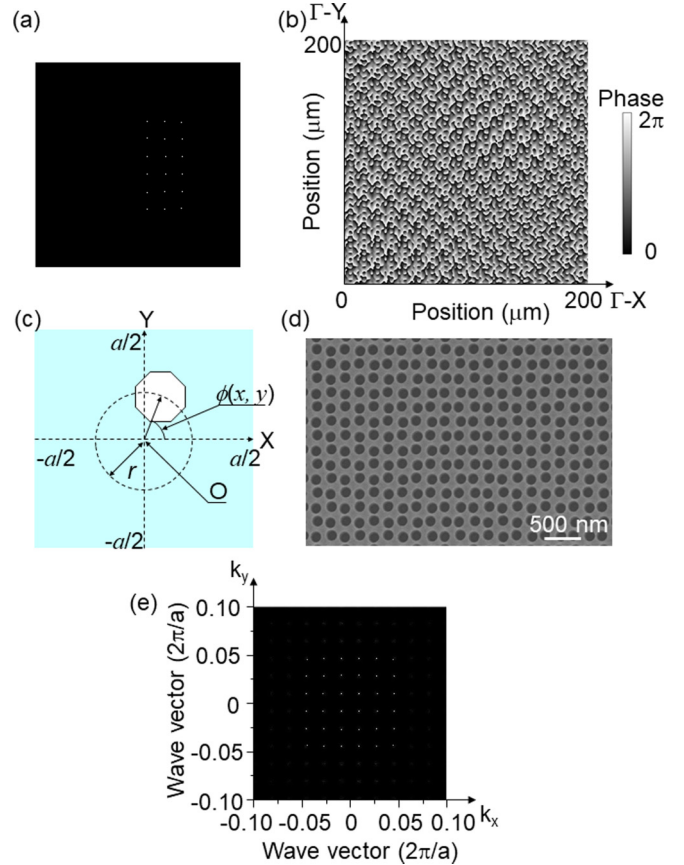 (a)
(b)
Γ-Y
200
Position (μm)
Phase
2π
0
0
Position (μm)
200
Γ-X
(c)
Y
a/2
ϕ(x, y)
X
-a/2
a/2
r
O
-a/2
(d)
500 nm
(e)
k_y
0.10
0.05
0
-0.05
-0.10
Wave vector (2π/a)
-0.10
-0.05
0
0.05
0.10
k_x
Wave vector (2π/a)